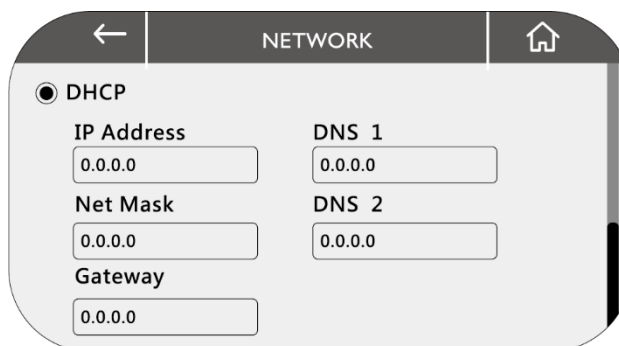 NETWORK
DHCP
IP Address
0.0.0.0
DNS 1
0.0.0.0
Net Mask
0.0.0.0
DNS 2
0.0.0.0
Gateway
0.0.0.0